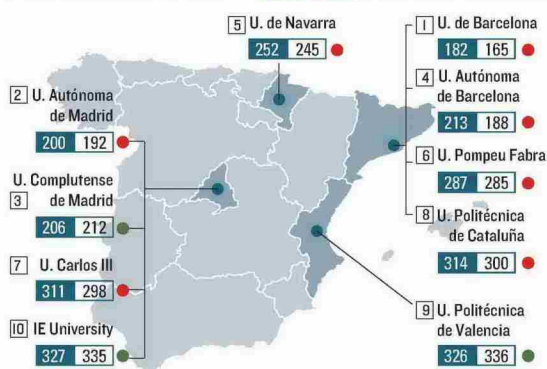 5 U. de Navarra
252 245
1 U. de Barcelona
182 165
4 U. Autónoma
de Barcelona
213 188
6 U. Pompeu Fabra
287 285
8 U. Politécnica
de Cataluña
314 300
9 U. Politécnica
de Valencia
326 336
2 U. Autónoma
de Madrid
200 192
U. Complutense
3 de Madrid
206 212
7 U. Carlos III
311 298
10 IE University
327 335